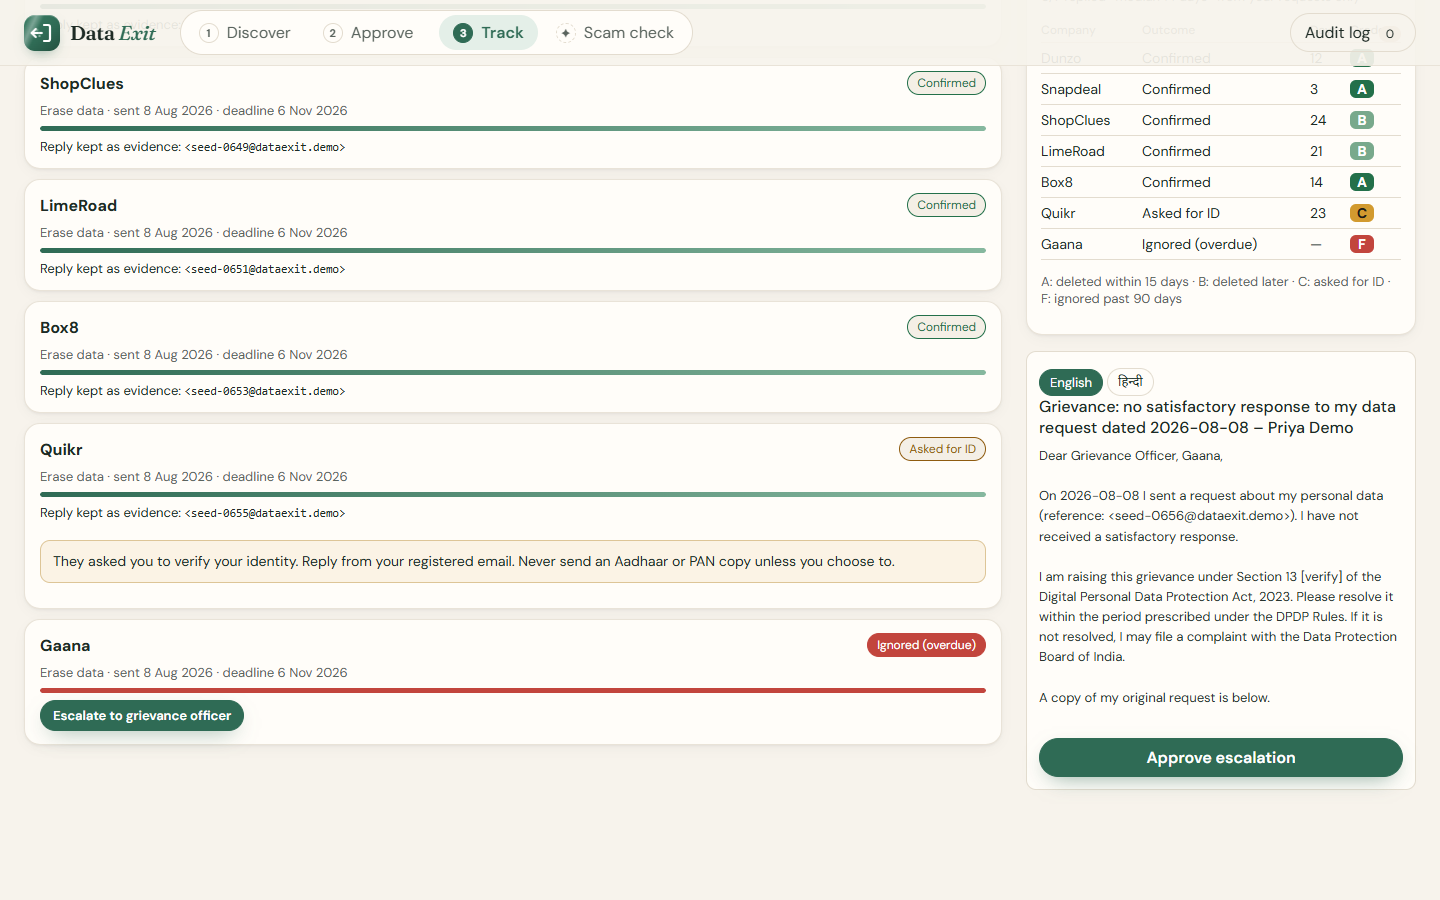 Data Exit
1 Discover
2 Approve
3 Track
Scam check
Audit log 0
ShopClues
Confirmed
Erase data · sent 8 Aug 2026 · deadline 6 Nov 2026
Reply kept as evidence: <seed-0649@dataexit.demo>
LimeRoad
Confirmed
Erase data · sent 8 Aug 2026 · deadline 6 Nov 2026
Reply kept as evidence: <seed-0651@dataexit.demo>
Box8
Confirmed
Erase data · sent 8 Aug 2026 · deadline 6 Nov 2026
Reply kept as evidence: <seed-0653@dataexit.demo>
Quikr
Asked for ID
Erase data · sent 8 Aug 2026 · deadline 6 Nov 2026
Reply kept as evidence: <seed-0655@dataexit.demo>
They asked you to verify your identity. Reply from your registered email. Never send an Aadhaar or PAN copy unless you choose to.
Gaana
Ignored (overdue)
Erase data · sent 8 Aug 2026 · deadline 6 Nov 2026
Escalate to grievance officer
Company Outcome
Dunzo Confirmed 12 A
Snapdeal Confirmed 3 A
ShopClues Confirmed 24 B
LimeRoad Confirmed 21 B
Box8 Confirmed 14 A
Quikr Asked for ID 23 C
Gaana Ignored (overdue) — F
A: deleted within 15 days · B: deleted later · C: asked for ID ·
F: ignored past 90 days
English हिन्दी
Grievance: no satisfactory response to my data
request dated 2026-08-08 – Priya Demo
Dear Grievance Officer, Gaana,
On 2026-08-08 I sent a request about my personal data
(reference: <seed-0656@dataexit.demo>). I have not
received a satisfactory response.
I am raising this grievance under Section 13 [verify] of the
Digital Personal Data Protection Act, 2023. Please resolve it
within the period prescribed under the DPDP Rules. If it is
not resolved, I may file a complaint with the Data Protection
Board of India.
A copy of my original request is below.
Approve escalation